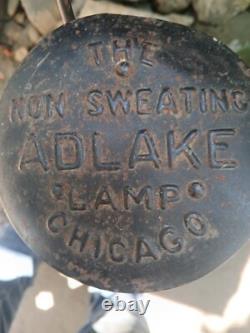 THE
NON SWEATING
ADLAKE
LAMP
CHICAGO